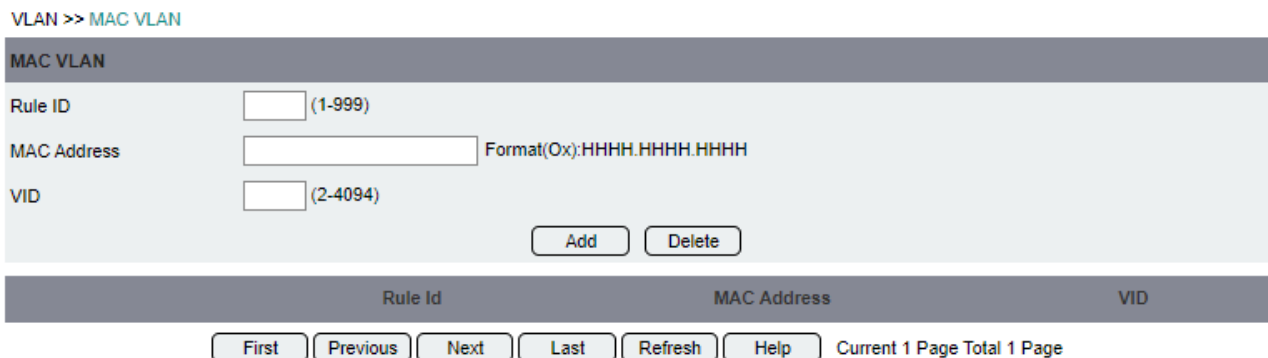 VLAN >> MAC VLAN
MAC VLAN
Rule ID (1-999)
MAC Address Format(Ox):HHHH.HHHH.HHHH
VID (2-4094)
Add Delete
Rule Id MAC Address VID
First Previous Next Last Refresh Help Current 1 Page Total 1 Page